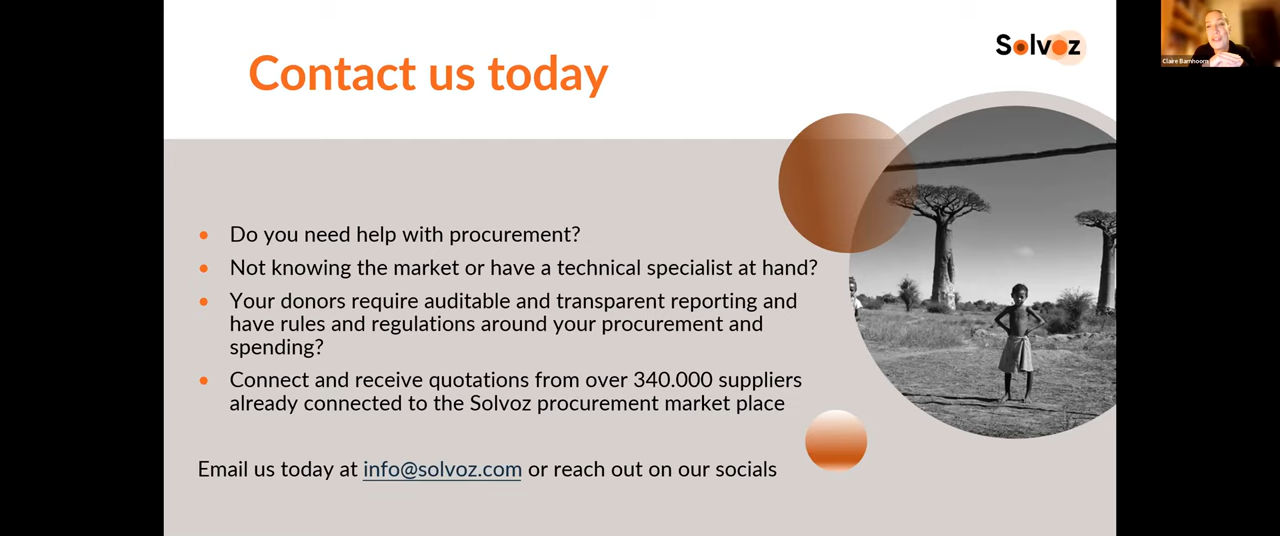 Contact us today
Solvoz
Claire Barnhoorn
• Do you need help with procurement?
• Not knowing the market or have a technical specialist at hand?
• Your donors require auditable and transparent reporting and
have rules and regulations around your procurement and
spending?
• Connect and receive quotations from over 340.000 suppliers
already connected to the Solvoz procurement market place
Email us today at info@solvoz.com or reach out on our socials